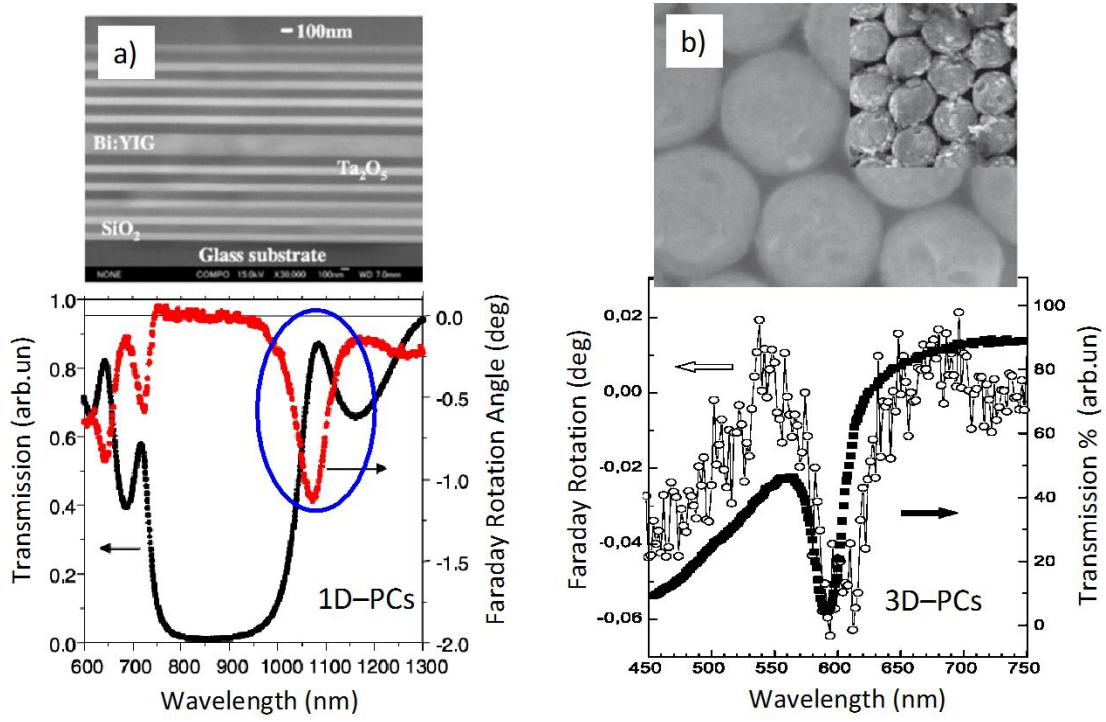 a)
100nm
Bi:YIG
Ta2O5
SiO2
Glass substrate
NONE COMPO 15.0kV X30.000 100nm WD 7.0mm
Transmission (arb.un)
1.0
0.8
0.6
0.4
0.2
0.0
600 700 800 900 1000 1100 1200 1300
Wavelength (nm)
1D–PCs
0.0
-0.5
-1.0
-1.5
-2.0
Faraday Rotation Angle (deg)
b)
Faraday Rotation (deg)
0,02
0,00
-0,02
-0,04
-0,06
450 500 550 600 650 700 750
Wavelength (nm)
3D–PCs
100
80
60
40
20
0
Transmission % (arb.un)